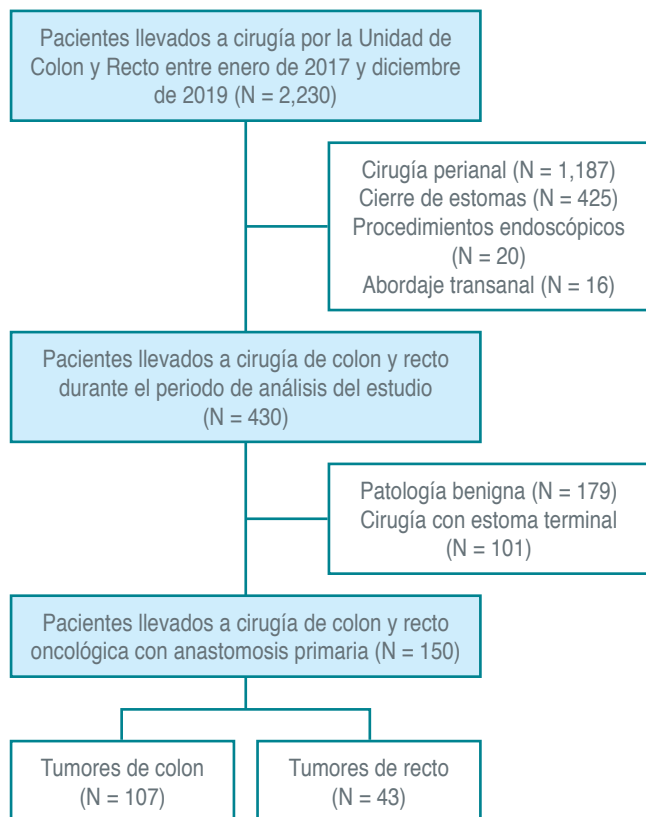 Pacientes llevados a cirugía por la Unidad de
Colon y Recto entre enero de 2017 y diciembre
de 2019 (N = 2,230)
Cirugía perianal (N = 1,187)
Cierre de estomas (N = 425)
Procedimientos endoscópicos
(N = 20)
Abordaje transanal (N = 16)
Pacientes llevados a cirugía de colon y recto
durante el periodo de análisis del estudio
(N = 430)
Patología benigna (N = 179)
Cirugía con estoma terminal
(N = 101)
Pacientes llevados a cirugía de colon y recto
oncológica con anastomosis primaria (N = 150)
Tumores de colon
(N = 107)
Tumores de recto
(N = 43)